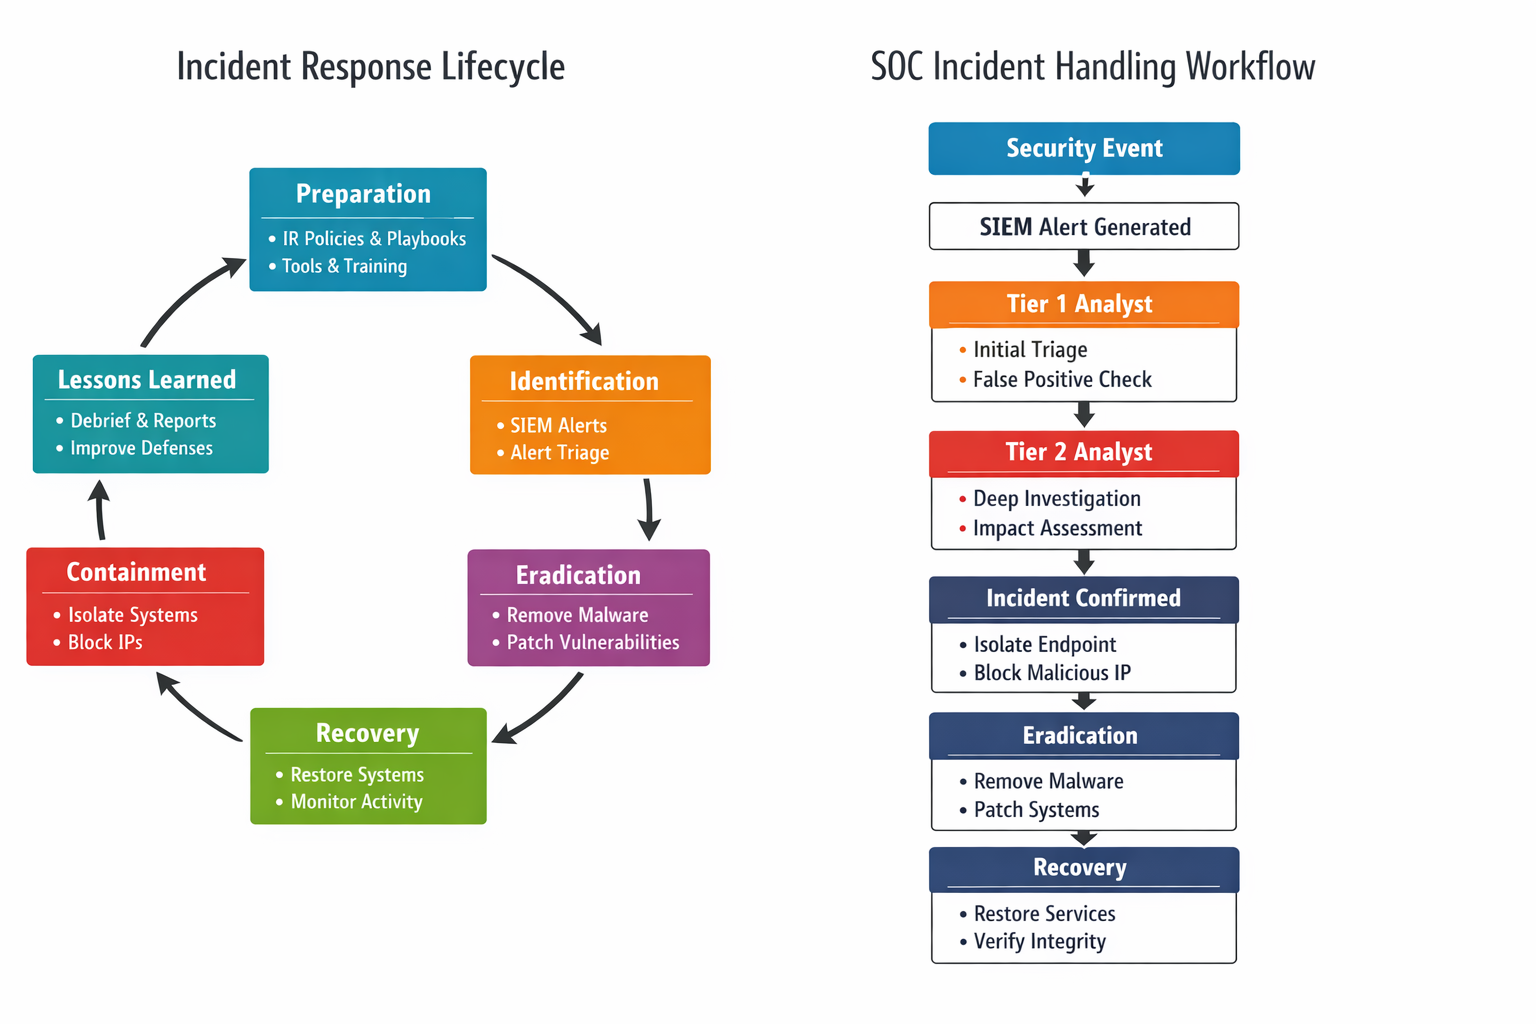 Incident Response Lifecycle
Preparation
• IR Policies & Playbooks
• Tools & Training
Identification
• SIEM Alerts
• Alert Triage
Eradication
• Remove Malware
• Patch Vulnerabilities
Recovery
• Restore Systems
• Monitor Activity
Containment
• Isolate Systems
• Block IPs
Lessons Learned
• Debrief & Reports
• Improve Defenses
SOC Incident Handling Workflow
Security Event
SIEM Alert Generated
Tier 1 Analyst
• Initial Triage
• False Positive Check
Tier 2 Analyst
• Deep Investigation
• Impact Assessment
Incident Confirmed
• Isolate Endpoint
• Block Malicious IP
Eradication
• Remove Malware
• Patch Systems
Recovery
• Restore Services
• Verify Integrity